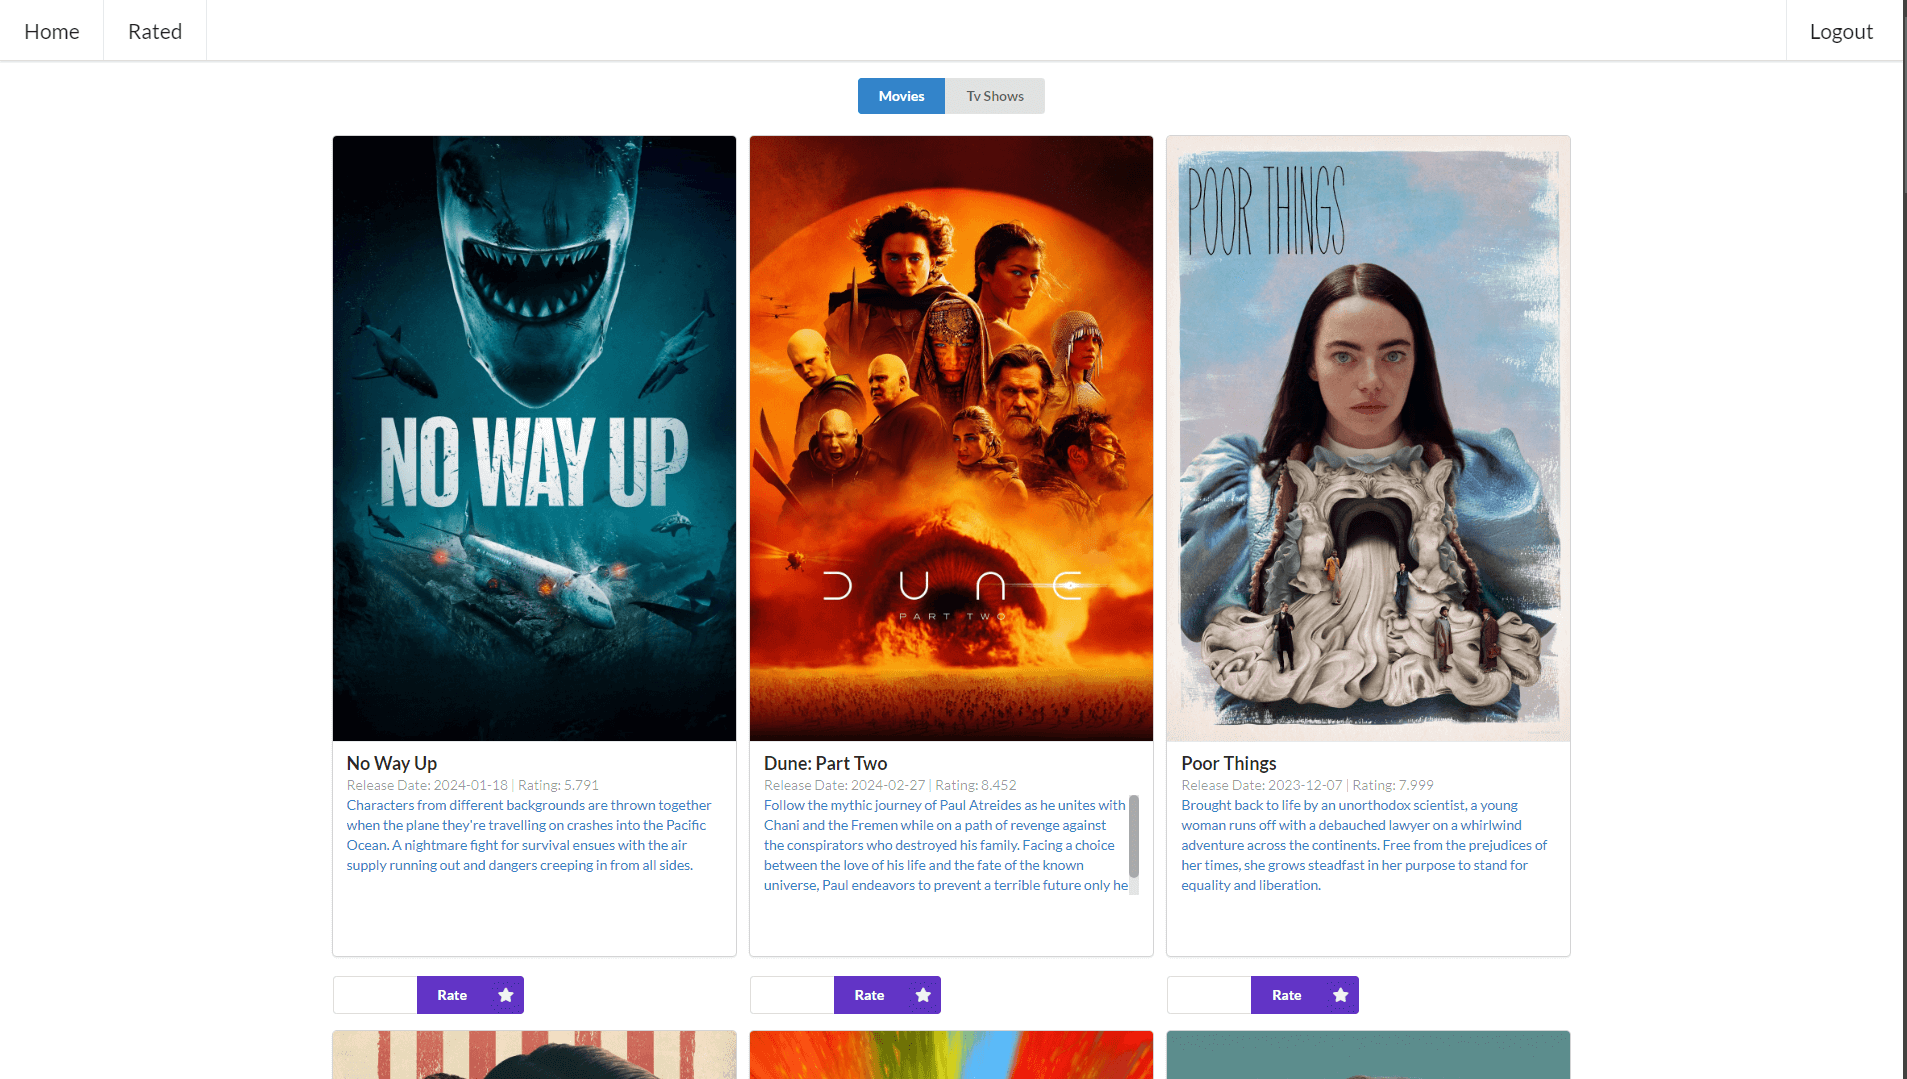 Home
Rated
Logout
Movies
Tv Shows
NO WAY UP
DUNE
PART TWO
POOR THINGS
No Way Up
Release Date: 2024-01-18 | Rating: 5.791
Characters from different backgrounds are thrown together
when the plane they're travelling on crashes into the Pacific
Ocean. A nightmare fight for survival ensues with the air
supply running out and dangers creeping in from all sides.
Rate
Dune: Part Two
Release Date: 2024-02-27 | Rating: 8.452
Follow the mythic journey of Paul Atreides as he unites with
Chani and the Fremen while on a path of revenge against
the conspirators who destroyed his family. Facing a choice
between the love of his life and the fate of the known
universe, Paul endeavors to prevent a terrible future only he
Rate
Poor Things
Release Date: 2023-12-07 | Rating: 7.999
Brought back to life by an unorthodox scientist, a young
woman runs off with a debauched lawyer on a whirlwind
adventure across the continents. Free from the prejudices of
her times, she grows steadfast in her purpose to stand for
equality and liberation.
Rate